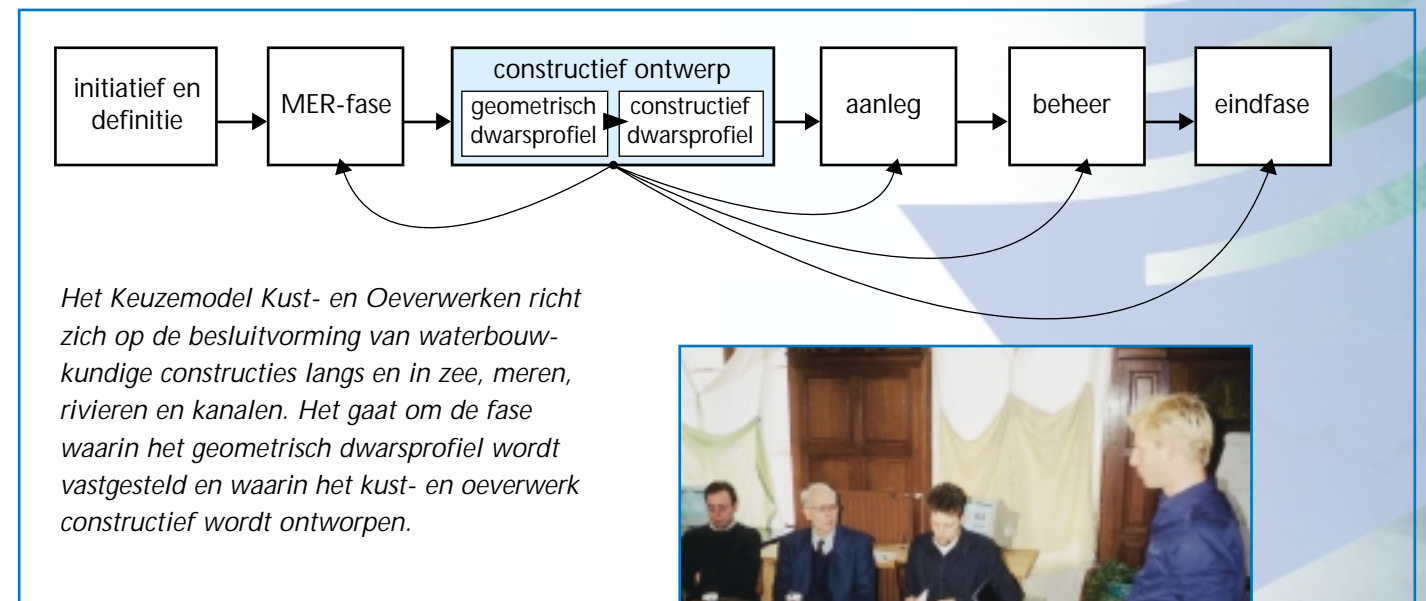 initiatief en
definitie
MER-fase
constructief ontwerp
geometrisch
dwarsprofiel
constructief
dwarsprofiel
aanleg
beheer
eindfase
Het Keuzemodel Kust- en Oeverwerken richt
zich op de besluitvorming van waterbouw-
kundige constructies langs en in zee, meren,
rivieren en kanalen. Het gaat om de fase
waarin het geometrisch dwarsprofiel wordt
vastgesteld en waarin het kust- en oeverwerk
constructief wordt ontworpen.